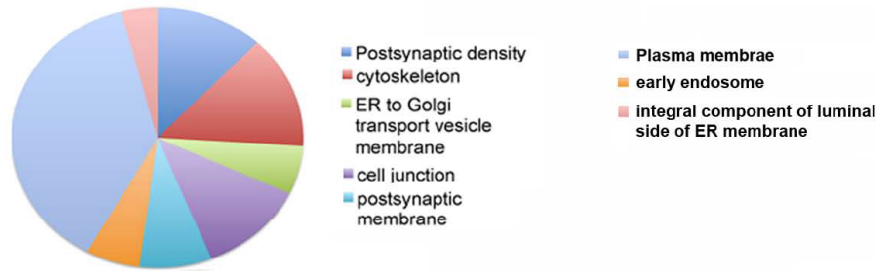 Postsynaptic density
cytoskeleton
ER to Golgi
transport vesicle
membrane
cell junction
postsynaptic
membrane
Plasma membrae
early endosome
integral component of luminal
side of ER membrane